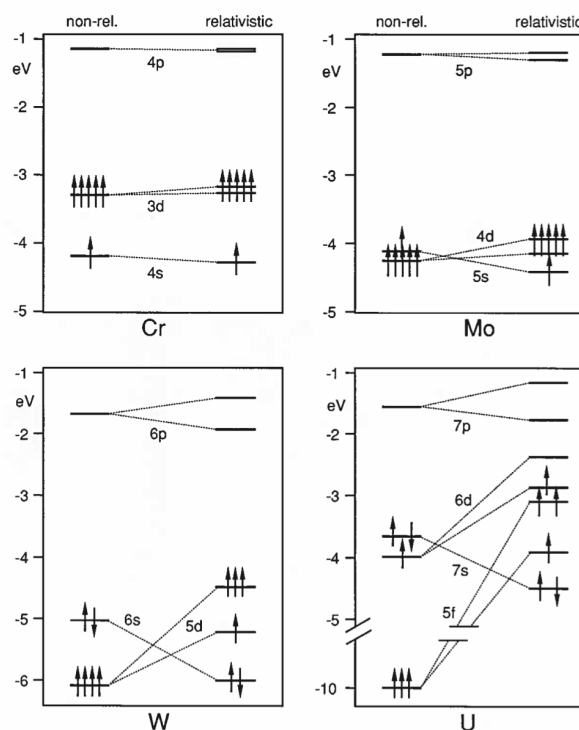 non-rel. relativistic
-1
eV
-2
-3
-4
-5
4p
3d
4s
Cr
non-rel. relativistic
-1
eV
-2
-3
-4
-5
5p
4d
5s
Mo
-1
eV
-2
-3
-4
-5
-6
6p
6s
5d
W
-1
eV
-2
-3
-4
-5
-10
7p
6d
7s
5f
U